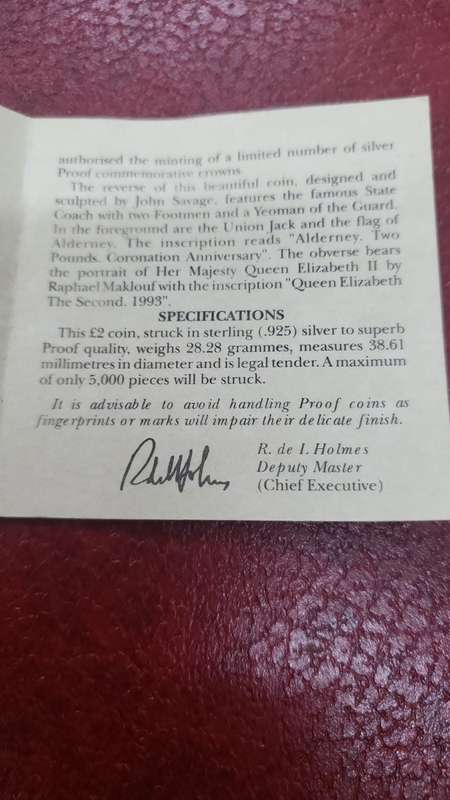 authorised the minting of a limited number of silver
Proof commemorative crowns
The reverse of this beautiful coin, designed and
sculpted by John Savage, features the famous State
Coach with two Footmen and a Yeoman of the Guard.
In the foreground are the Union Jack and the flag of
Alderney. The inscription reads "Alderney. Two
Pounds. Coronation Anniversary". The obverse bears
the portrait of Her Majesty Queen Elizabeth II by
Raphael Maklouf with the inscription "Queen Elizabeth
The Second. 1993".
SPECIFICATIONS
This £2 coin, struck in sterling (.925) silver to superb
Proof quality, weighs 28.28 grammes, measures 38.61
millimetres in diameter and is legal tender. A maximum
of only 5,000 pieces will be struck.
It is advisable to avoid handling Proof coins as
fingerprints or marks will impair their delicate finish.
R. de L. Holmes
Deputy Master
(Chief Executive)